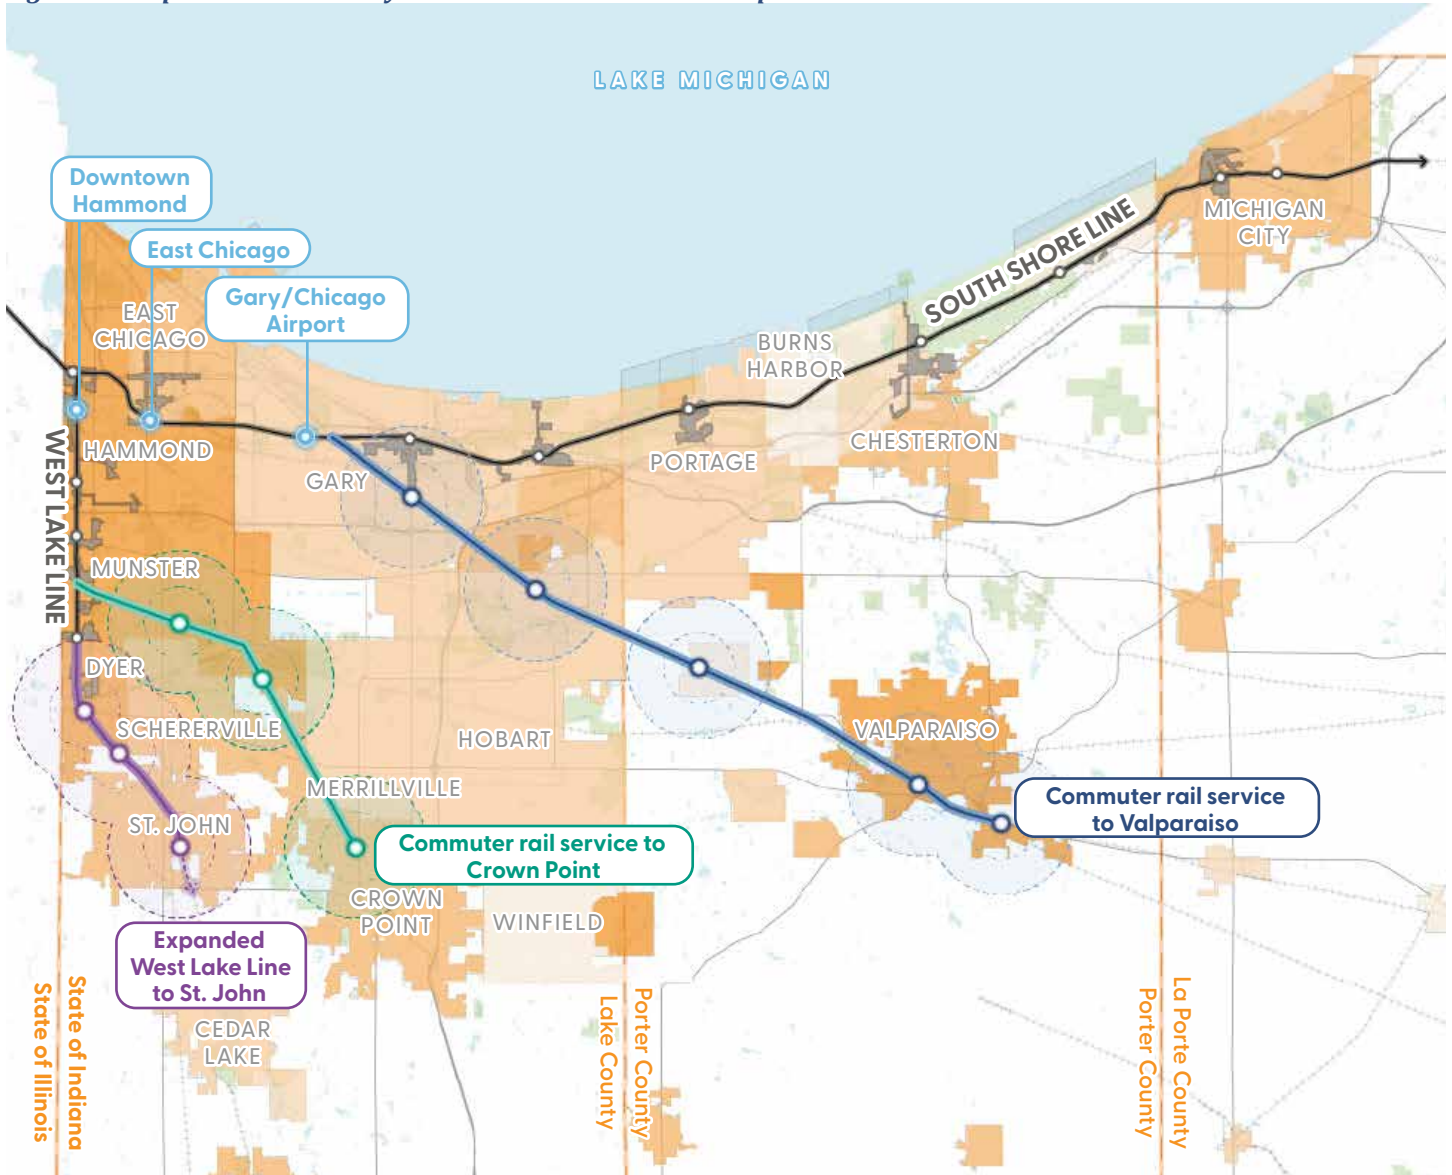 LAKE MICHIGAN
Downtown
Hammond
East Chicago
Gary/Chicago
Airport
EAST
CHICAGO
HAMMOND
GARY
WEST LAKE LINE
MUNSTER
DYER
SCHERERVILLE
ST. JOHN
MERRILLVILLE
HOBART
CROWN
POINT
WINFIELD
CEDAR
LAKE
PORTAGE
BURNS
HARBOR
CHESTERTON
SOUTH SHORE LINE
MICHIGAN
CITY
VALPARAISO
Commuter rail service
to Valparaiso
Commuter rail service to
Crown Point
Expanded
West Lake Line
to St. John
State of Illinois
State of Indiana
Lake County
Porter County
Porter County
La Porte County